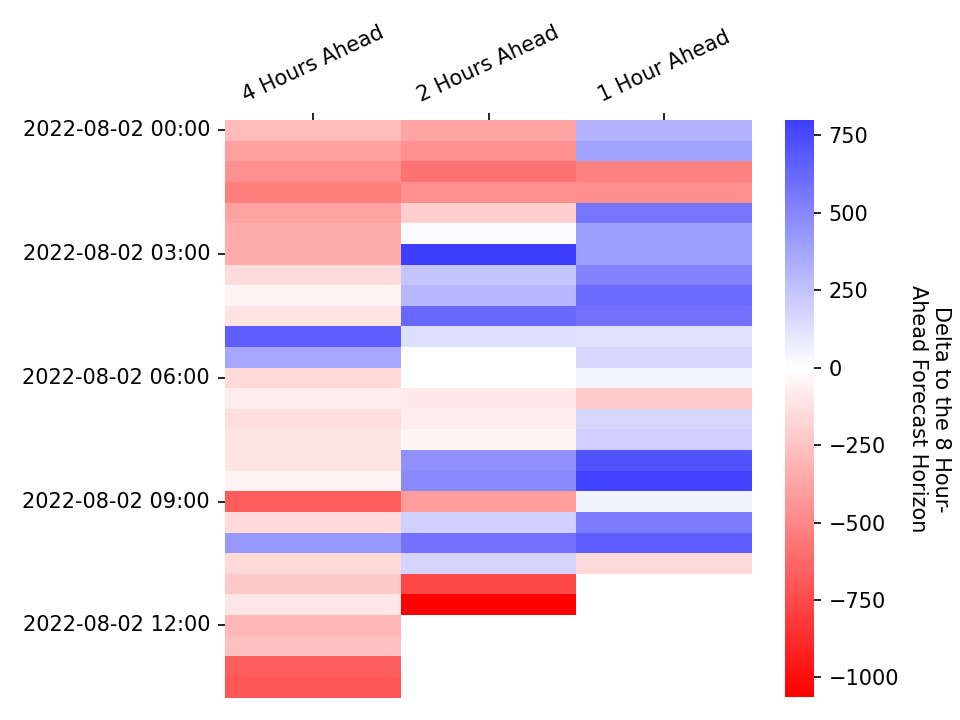 4 Hours Ahead
2 Hours Ahead
1 Hour Ahead
2022-08-02 00:00
2022-08-02 03:00
2022-08-02 06:00
2022-08-02 09:00
2022-08-02 12:00
750
500
250
0
−250
−500
−750
−1000
Delta to the 8 Hour-
Ahead Forecast Horizon